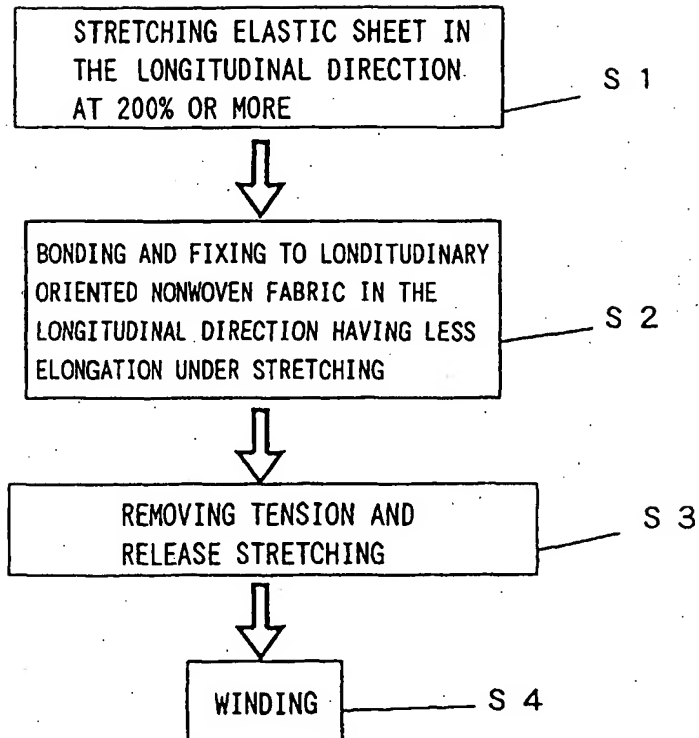 STRETCHING ELASTIC SHEET IN
THE LONGITUDINAL DIRECTION
AT 200% OR MORE
S 1
BONDING AND FIXING TO LONDITUDINARY
ORIENTED NONWOVEN FABRIC IN THE
LONGITUDINAL DIRECTION HAVING LESS
ELONGATION UNDER STRETCHING
S 2
REMOVING TENSION AND
RELEASE STRETCHING
S 3
WINDING
S 4